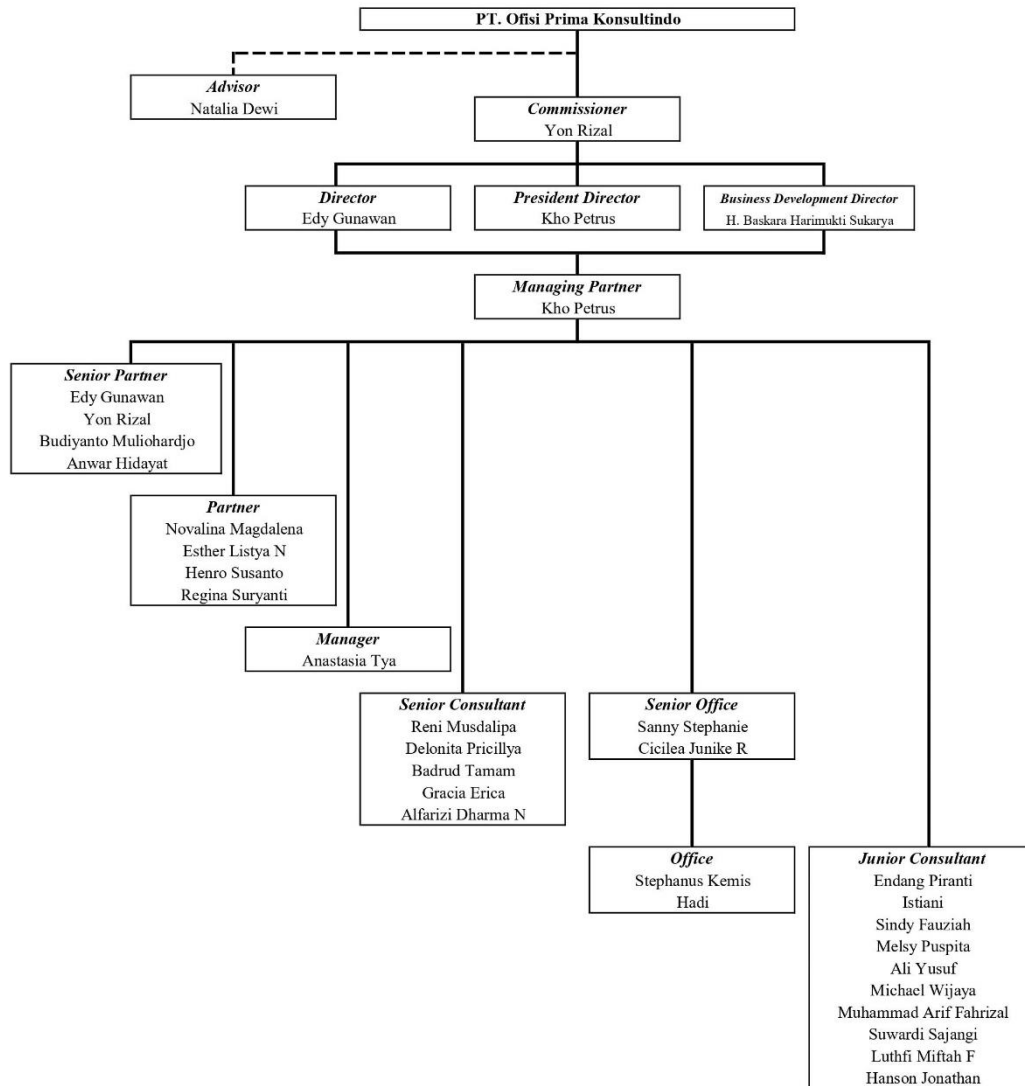 PT. Ofisi Prima Konsultindo
Advisor
Natalia Dewi
Commissioner
Yon Rizal
Director
Edy Gunawan
President Director
Kho Petrus
Business Development Director
H. Baskara Harimukti Sukarya
Managing Partner
Kho Petrus
Senior Partner
Edy Gunawan
Yon Rizal
Budiyanto Muliohardjo
Anwar Hidayat
Partner
Novalina Magdalena
Esther Listya N
Henro Susanto
Regina Suryanti
Manager
Anastasia Tya
Senior Consultant
Reni Musdalipa
Delonita Pricillya
Badrud Tamam
Gracia Erica
Alfarizi Dharma N
Senior Office
Sanny Stephanie
Cicilea Junike R
Office
Stephanus Kemis
Hadi
Junior Consultant
Endang Piranti
Istiani
Sindy Fauziah
Melsy Puspita
Ali Yusuf
Michael Wijaya
Muhammad Arif Fahrizal
Suwardi Sajangi
Luthfi Miftah F
Hanson Jonathan